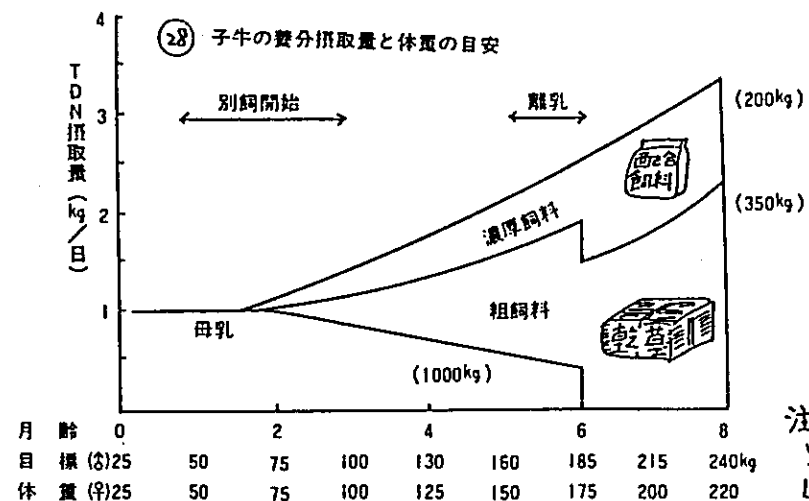 ㉘ 子牛の養分摂取量と体重の目安
TDN摂取量(kg/日)
4
3
2
1
別飼開始
離乳
(200kg)
配合
飼料
(350kg)
濃厚飼料
粗飼料
乾草
母乳
(1000kg)
月齢 0 2 4 6 8
目標(♂)25 50 75 100 130 160 185 215 240kg
体重(♀)25 50 75 100 125 150 175 200 220
注